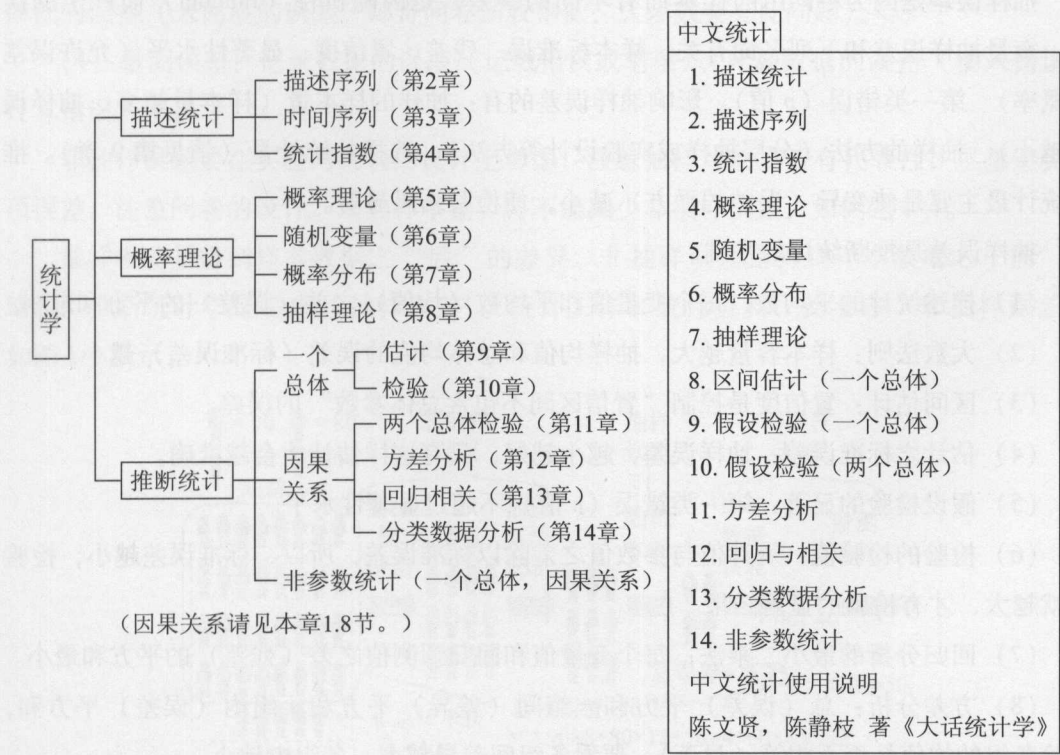 统计学
描述统计
描述序列（第2章）
时间序列（第3章）
统计指数（第4章）
概率理论
概率理论（第5章）
随机变量（第6章）
概率分布（第7章）
抽样理论（第8章）
推断统计
一个
总体
估计（第9章）
检验（第10章）
因果
关系
两个总体检验（第11章）
方差分析（第12章）
回归相关（第13章）
分类数据分析（第14章）
非参数统计（一个总体，因果关系）
（因果关系请见本章1.8节。）
中文统计
1. 描述统计
2. 描述序列
3. 统计指数
4. 概率理论
5. 随机变量
6. 概率分布
7. 抽样理论
8. 区间估计（一个总体）
9. 假设检验（一个总体）
10. 假设检验（两个总体）
11. 方差分析
12. 回归与相关
13. 分类数据分析
14. 非参数统计
中文统计使用说明
陈文贤，陈静枝 著《大话统计学》